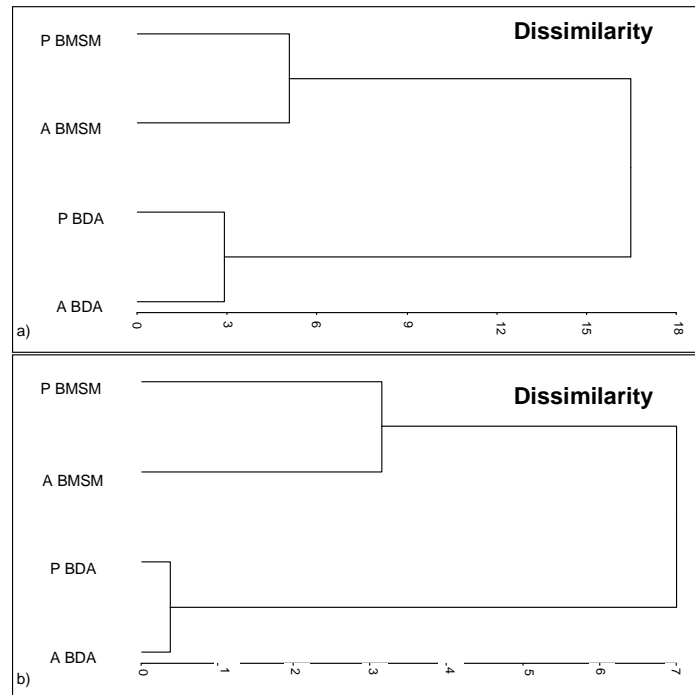 Dissimilarity
P BMSM
A BMSM
P BDA
A BDA
a)
0 3 6 9 12 15 18
P BMSM
Dissimilarity
A BMSM
P BDA
A BDA
b)
0 1 2 3 4 5 6 7